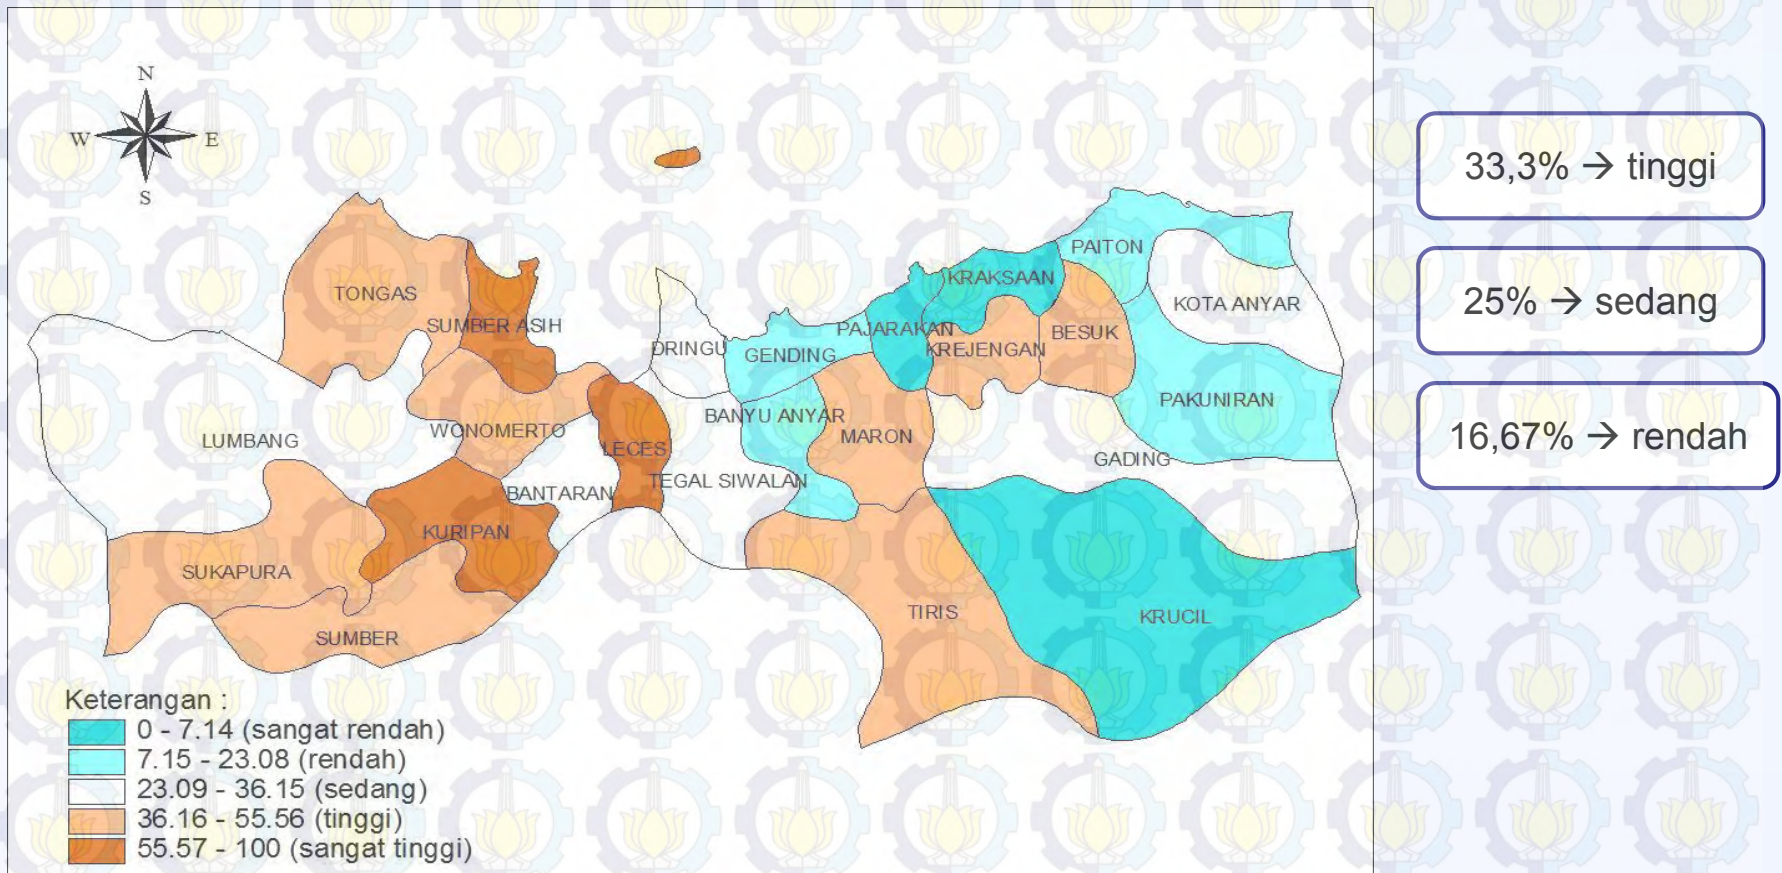 N
W
E
S
TONGAS
SUMBER ASIH
DRINGU
GENDING
PAJARAKAN
KRAKSAAN
PAITON
KOTA ANYAR
KREJENGAN
BESUK
PAKUNIRAN
LUMBANG
WONOMERTO
LECES
BANYU ANYAR
MARON
GADING
BANTARAN
TEGAL SIWALAN
KURIPAN
SUKAPURA
SUMBER
TIRIS
KRUCIL
Keterangan :
0 - 7.14 (sangat rendah)
7.15 - 23.08 (rendah)
23.09 - 36.15 (sedang)
36.16 - 55.56 (tinggi)
55.57 - 100 (sangat tinggi)
33,3% → tinggi
25% → sedang
16,67% → rendah